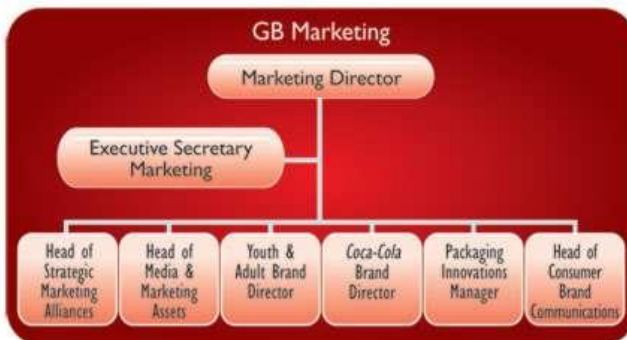 GB Marketing
Marketing Director
Executive Secretary
Marketing
Head of
Strategic
Marketing
Alliances
Head of
Media &
Marketing
Assets
Youth &
Adult Brand
Director
Coca-Cola
Brand
Director
Packaging
Innovations
Manager
Head of
Consumer
Brand
Communications